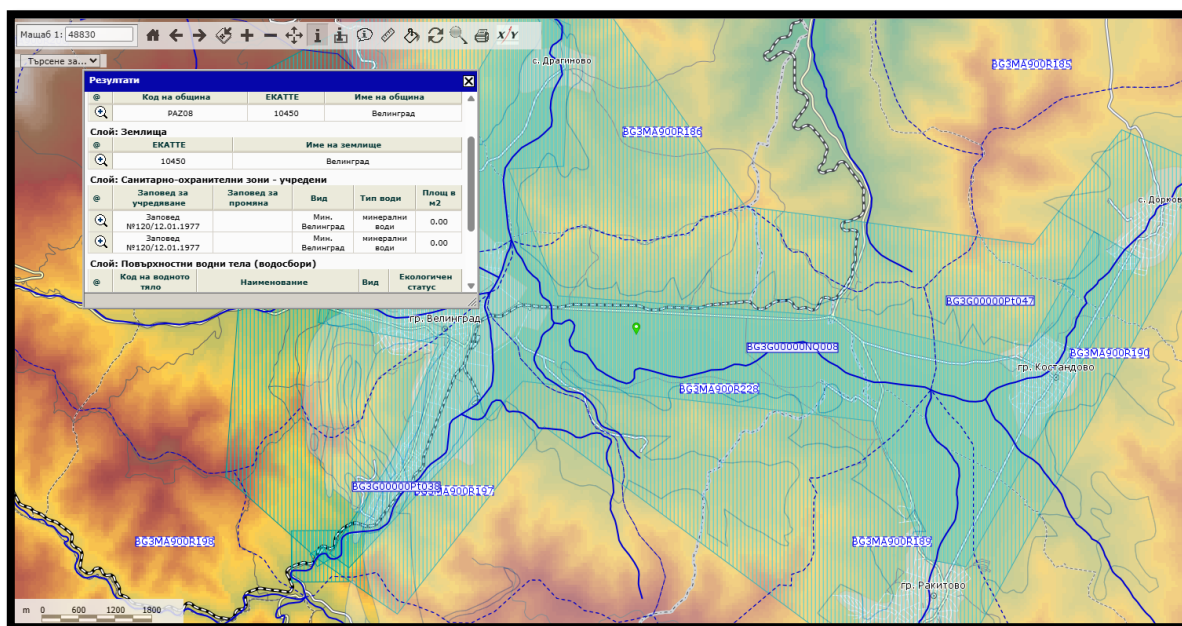 Мащаб 1: 48830
x/y
Търсене за...
Резултати
@ Код на община ЕКАТТЕ Име на община
PAZ08 10450 Велинград
Слой: Землища
@ ЕКАТТЕ Име на землище
10450 Велинград
Слой: Санитарно-охранителни зони - учредени
@ Заповед за учредяване Заповед за промяна Вид Тип води Площ в м2
Заповед №120/12.01.1977 Мин. Велинград минерални води 0.00
Заповед №120/12.01.1977 Мин. Велинград минерални води 0.00
Слой: Повърхностни водни тела (водосбори)
@ Код на водното тяло Наименование Вид Екологичен статус
с. Драгиново
BG3MA900R185
BG3MA900R186
с. Дорково
BG3G00000Pt047
гр. Велинград
BG3G00000NQ008
BG3MA900R190
гр. Костандово
BG3MA900R228
BG3G00000Pt038
BG3MA900R197
BG3MA900R198
BG3MA900R189
гр. Ракитово
m 0 600 1200 1800